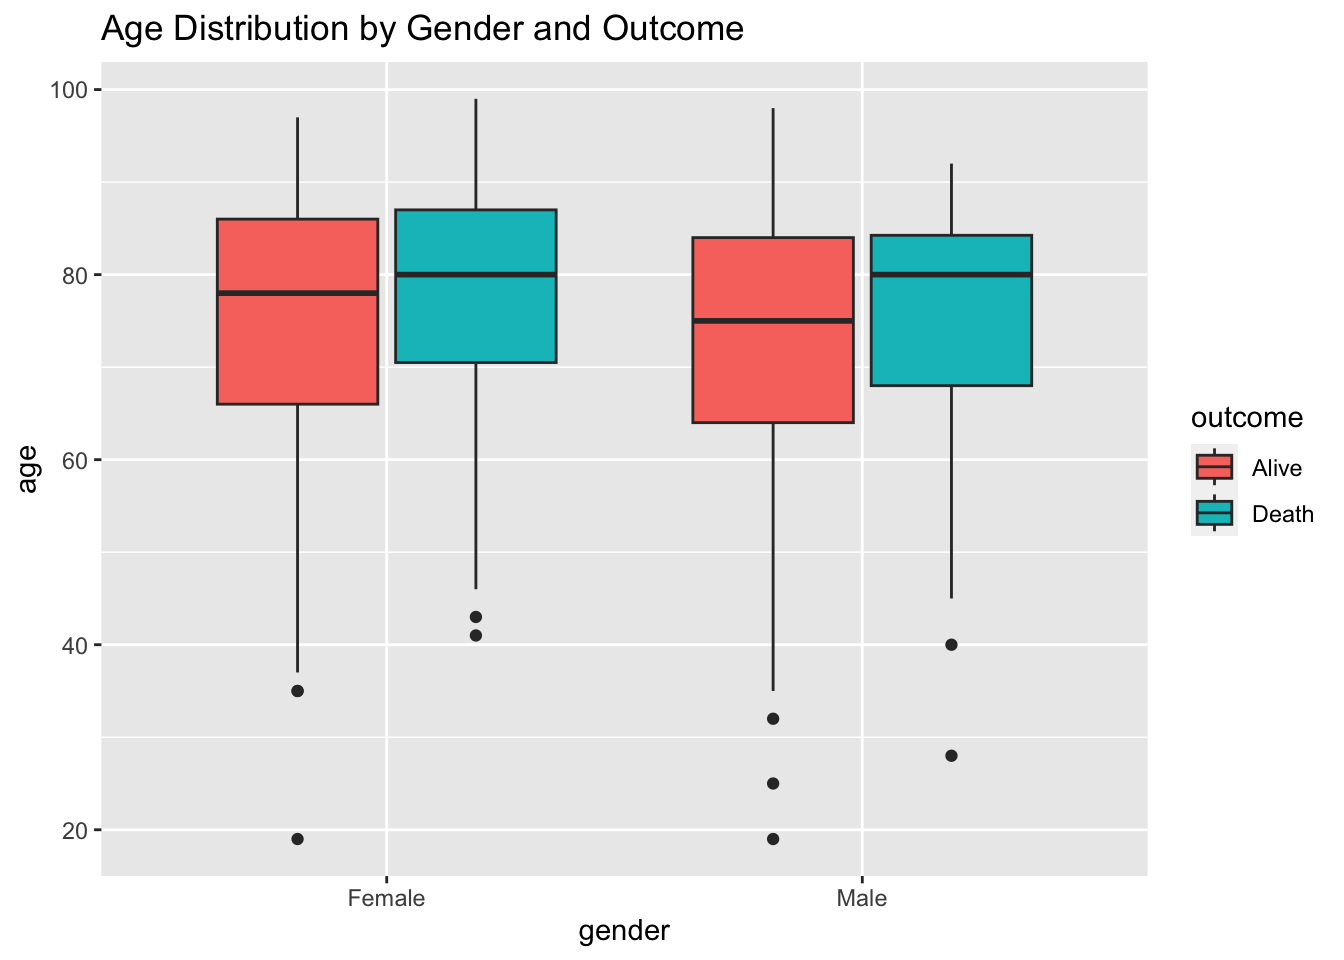 Age Distribution by Gender and Outcome
100
80
60
40
20
age
Female
Male
gender
outcome
Alive
Death